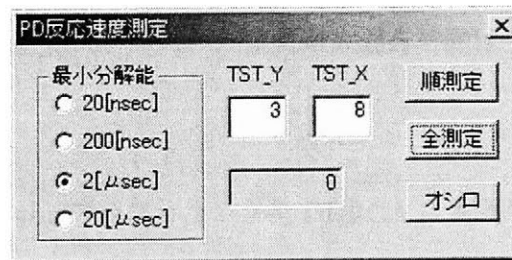 PD反応速度測定
最小分解能
20[nsec]
200[nsec]
2[μsec]
20[μsec]
TST_Y TST_X
3 8
0
順測定
全測定
オシロ